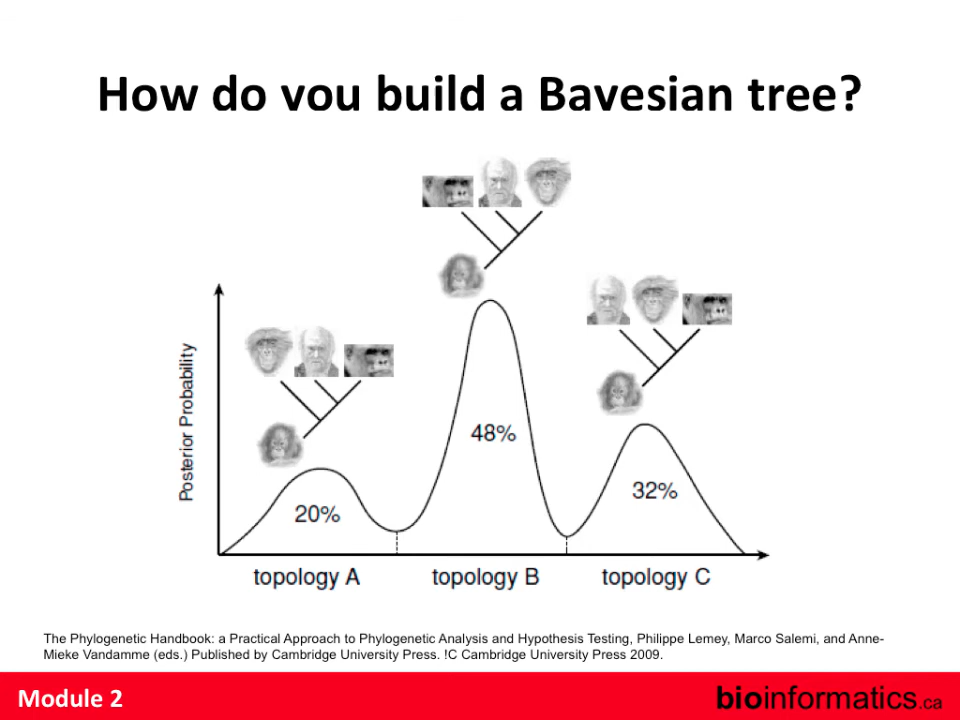 How do vou build a Bavesian tree?
Posterior Probability
48%
32%
20%
topology A topology B topology C
The Phylogenetic Handbook: a Practical Approach to Phylogenetic Analysis and Hypothesis Testing, Philippe Lemey, Marco Salemi, and Anne-
Mieke Vandamme (eds.) Published by Cambridge University Press. !C Cambridge University Press 2009.
Module 2
bioinformatics.ca